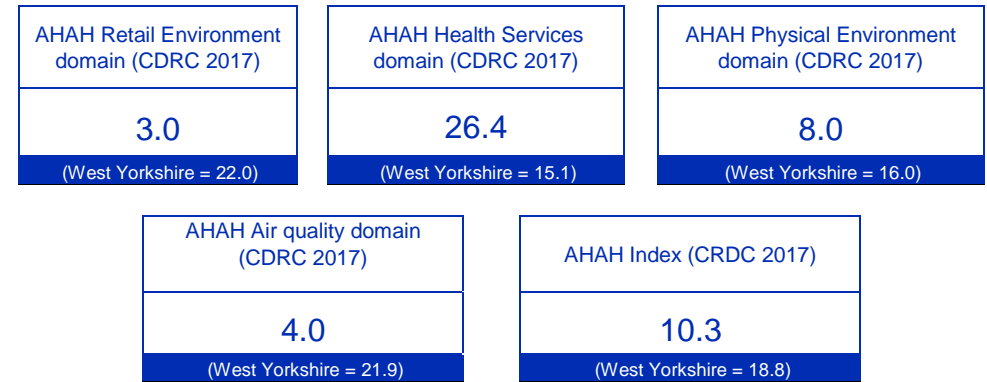 AHAH Retail Environment
domain (CDRC 2017)
3.0
(West Yorkshire = 22.0)
AHAH Health Services
domain (CDRC 2017)
26.4
(West Yorkshire = 15.1)
AHAH Physical Environment
domain (CDRC 2017)
8.0
(West Yorkshire = 16.0)
AHAH Air quality domain
(CDRC 2017)
4.0
(West Yorkshire = 21.9)
AHAH Index (CRDC 2017)
10.3
(West Yorkshire = 18.8)